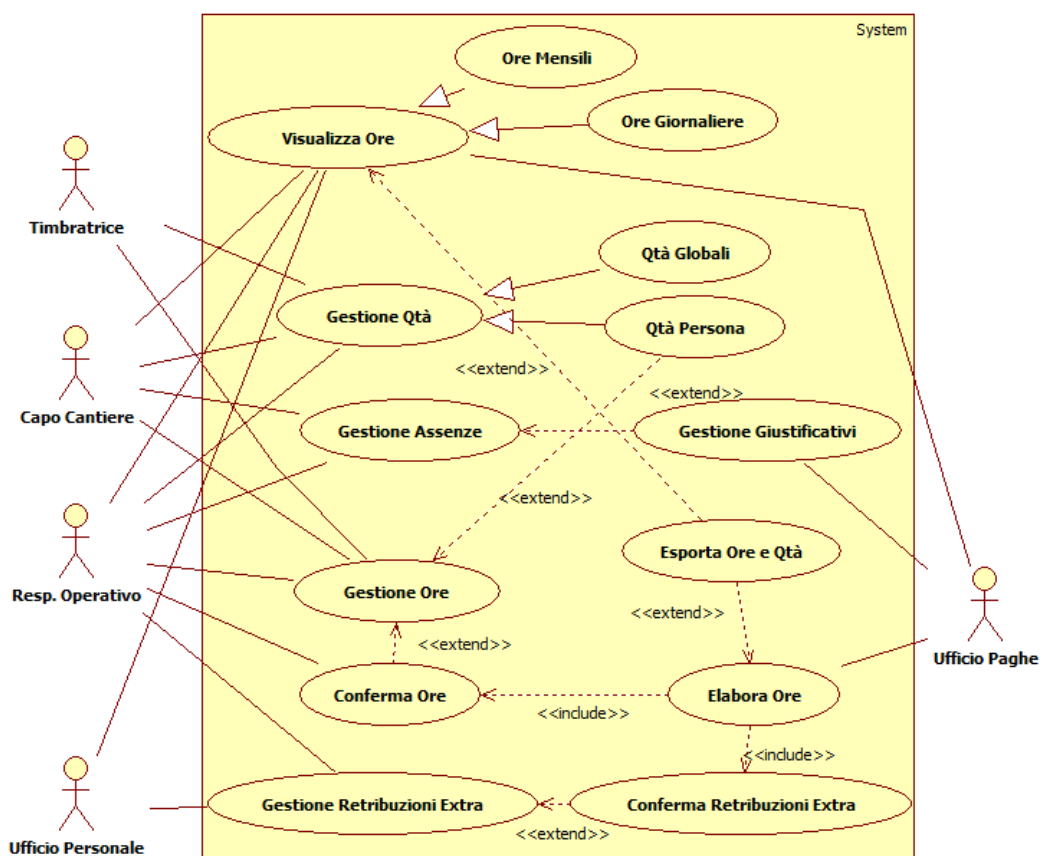 System
Ore Mensili
Ore Giornaliere
Visualizza Ore
Timbratrice
Qtà Globali
Gestione Qtà
Qtà Persona
<<extend>>
<<extend>>
Capo Cantiere
Gestione Assenze
Gestione Giustificativi
<<extend>>
Esporta Ore e Qtà
Gestione Ore
Resp. Operativo
<<extend>>
<<extend>>
Ufficio Paghe
Conferma Ore
Elabora Ore
<<include>>
<<include>>
Gestione Retribuzioni Extra
Conferma Retribuzioni Extra
<<extend>>
Ufficio Personale